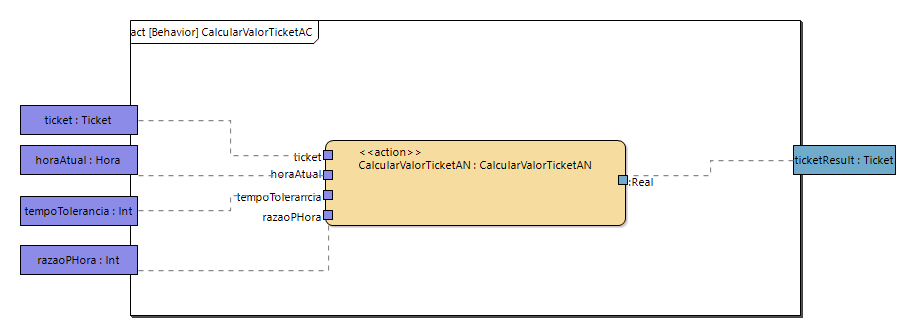 act [Behavior] CalcularValorTicketAC
ticket : Ticket
horaAtual : Hora
tempoTolerancia : Int
razaoPHora : Int
<<action>>
CalcularValorTicketAN : CalcularValorTicketAN
ticket
horaAtual
tempoTolerancia
razaoPHora
:Real
ticketResult : Ticket